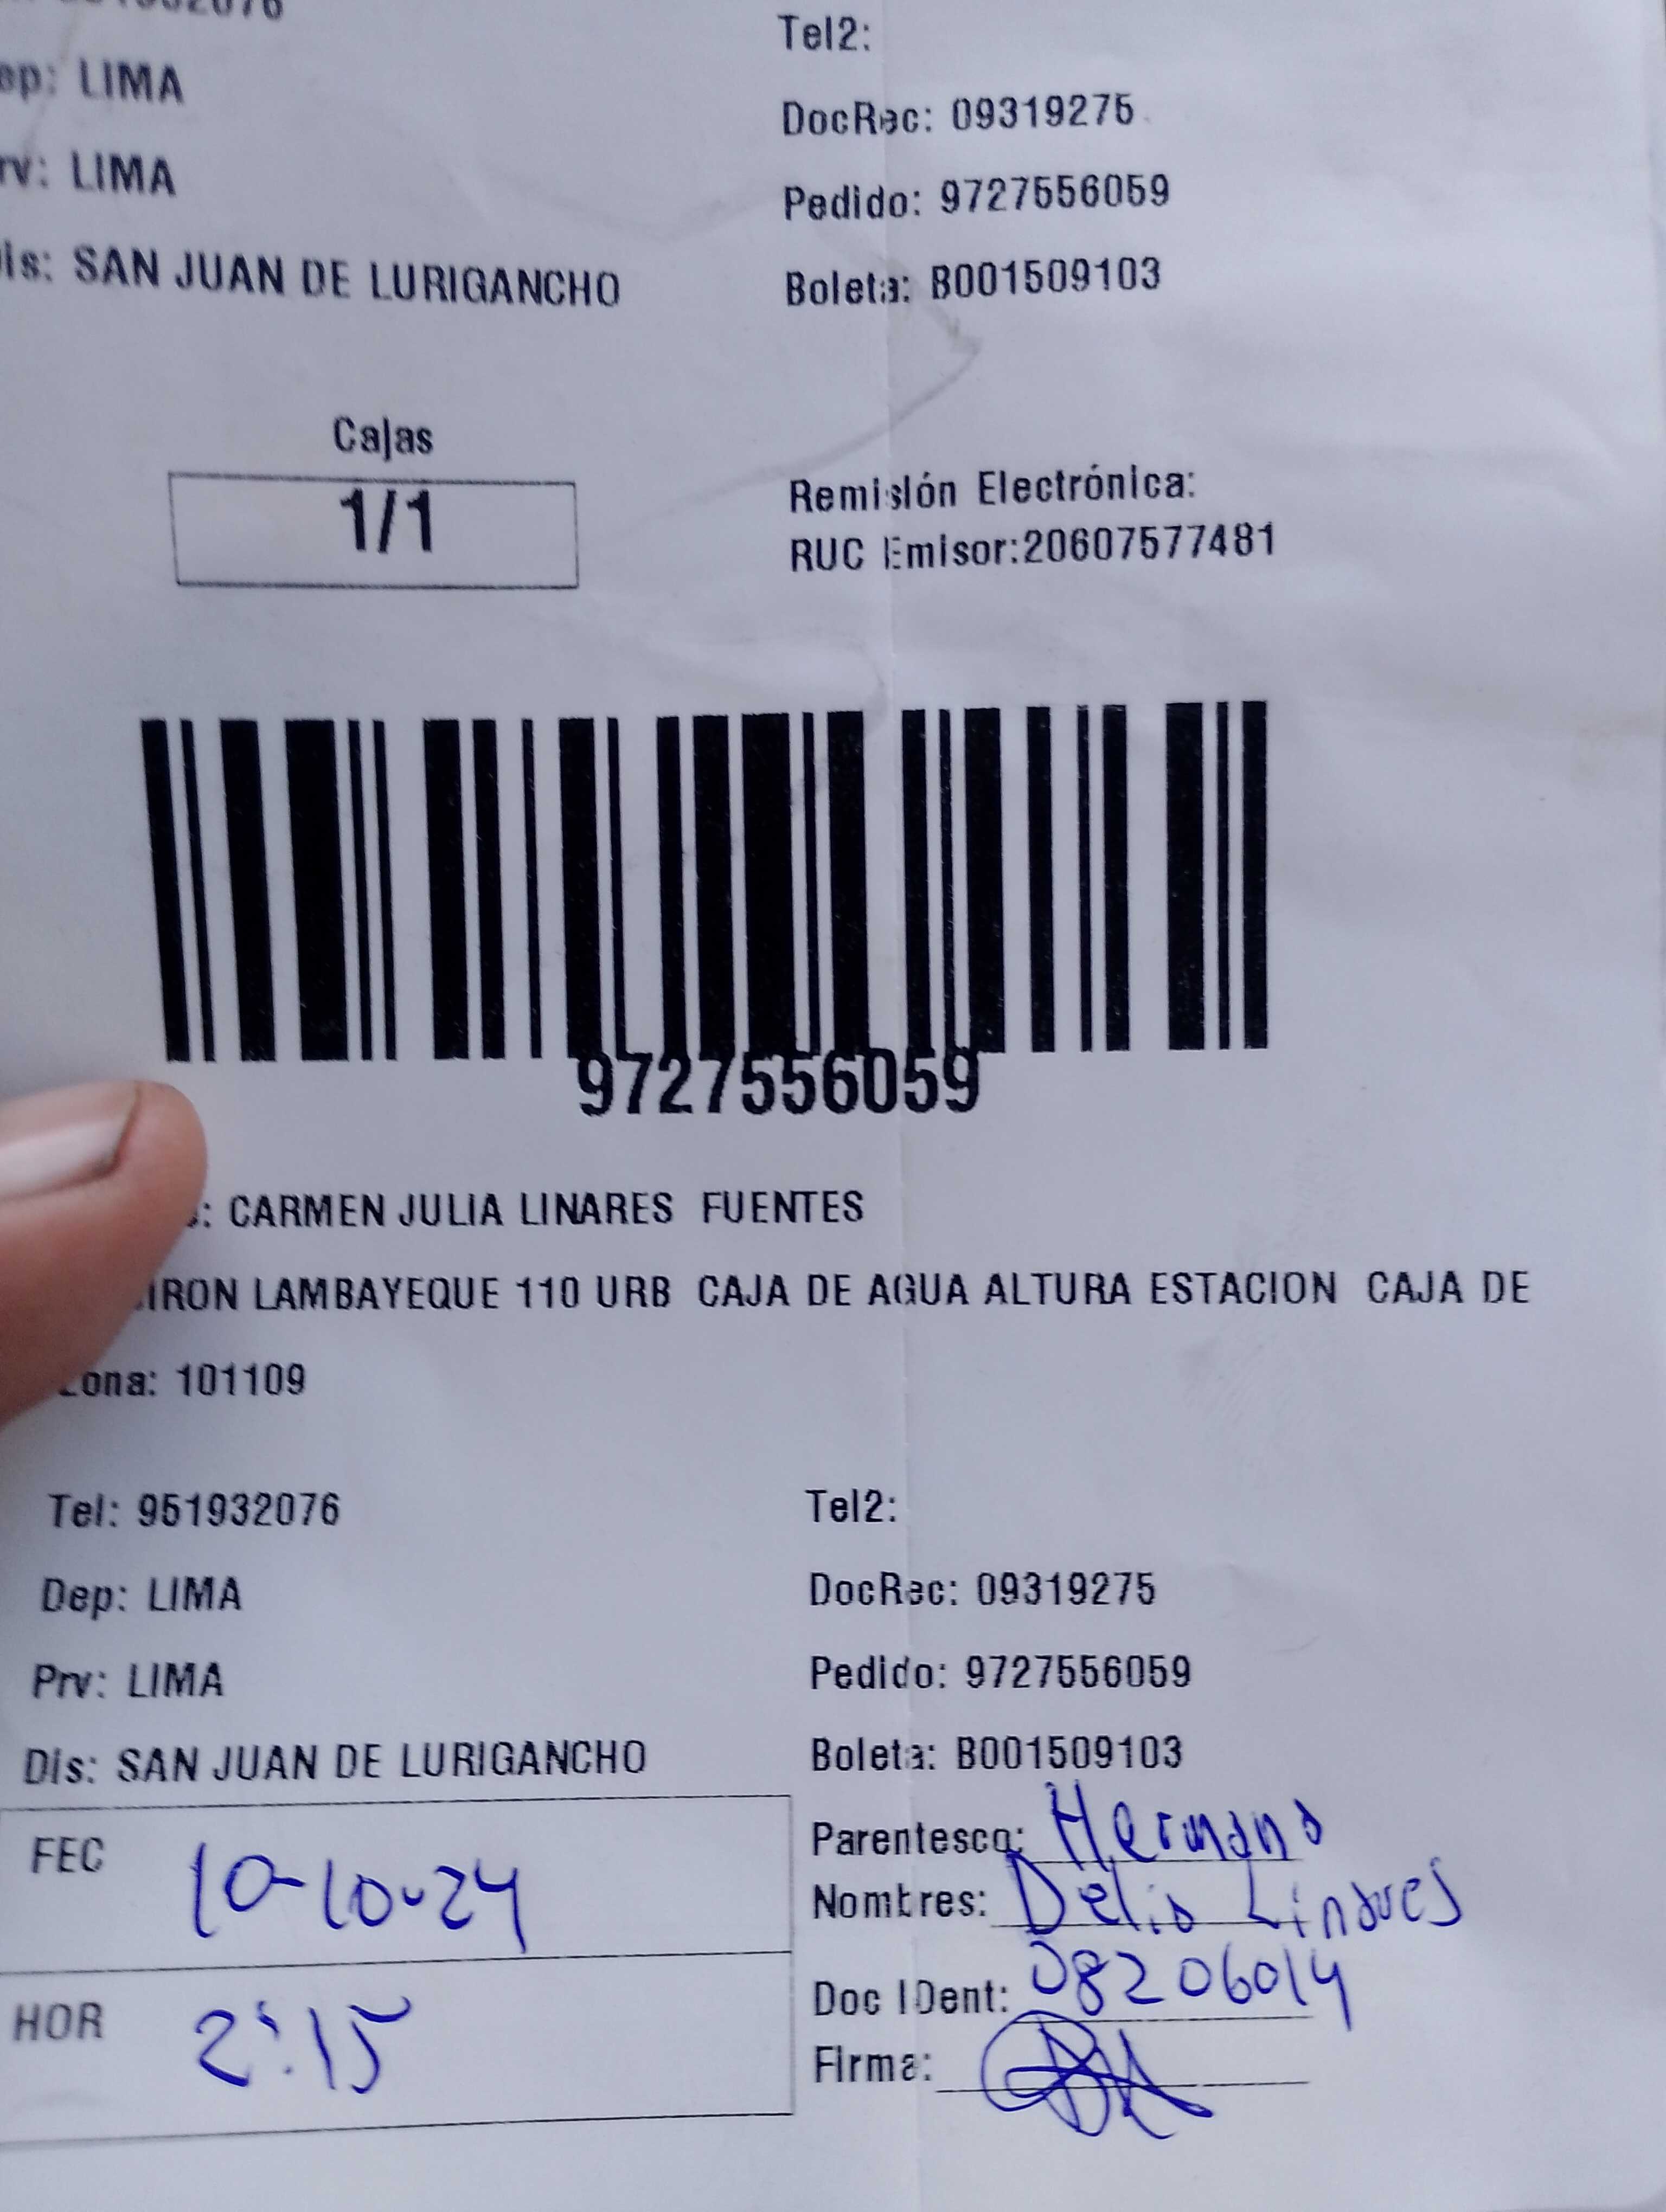 Tel2:
Dep: LIMA
DocRec: 09319275
Prv: LIMA
Pedido: 9727556059
Dis: SAN JUAN DE LURIGANCHO
Boleta: B001509103
Cajas
1/1
Remisión Electrónica:
RUC Emisor:20607577481
9727556059
: CARMEN JULIA LINARES FUENTES
IRON LAMBAYEQUE 110 URB CAJA DE AGUA ALTURA ESTACION CAJA DE
Zona: 101109
Tel: 951932076
Tel2:
Dep: LIMA
DocRec: 09319275
Prv: LIMA
Pedido: 9727556059
Dis: SAN JUAN DE LURIGANCHO
Boleta: B001509103
FEC 10-10-24
Parentesco: Hermano
Nombres: Delio Linares
HOR 2:15
Doc IDent: 08206014
Firma: